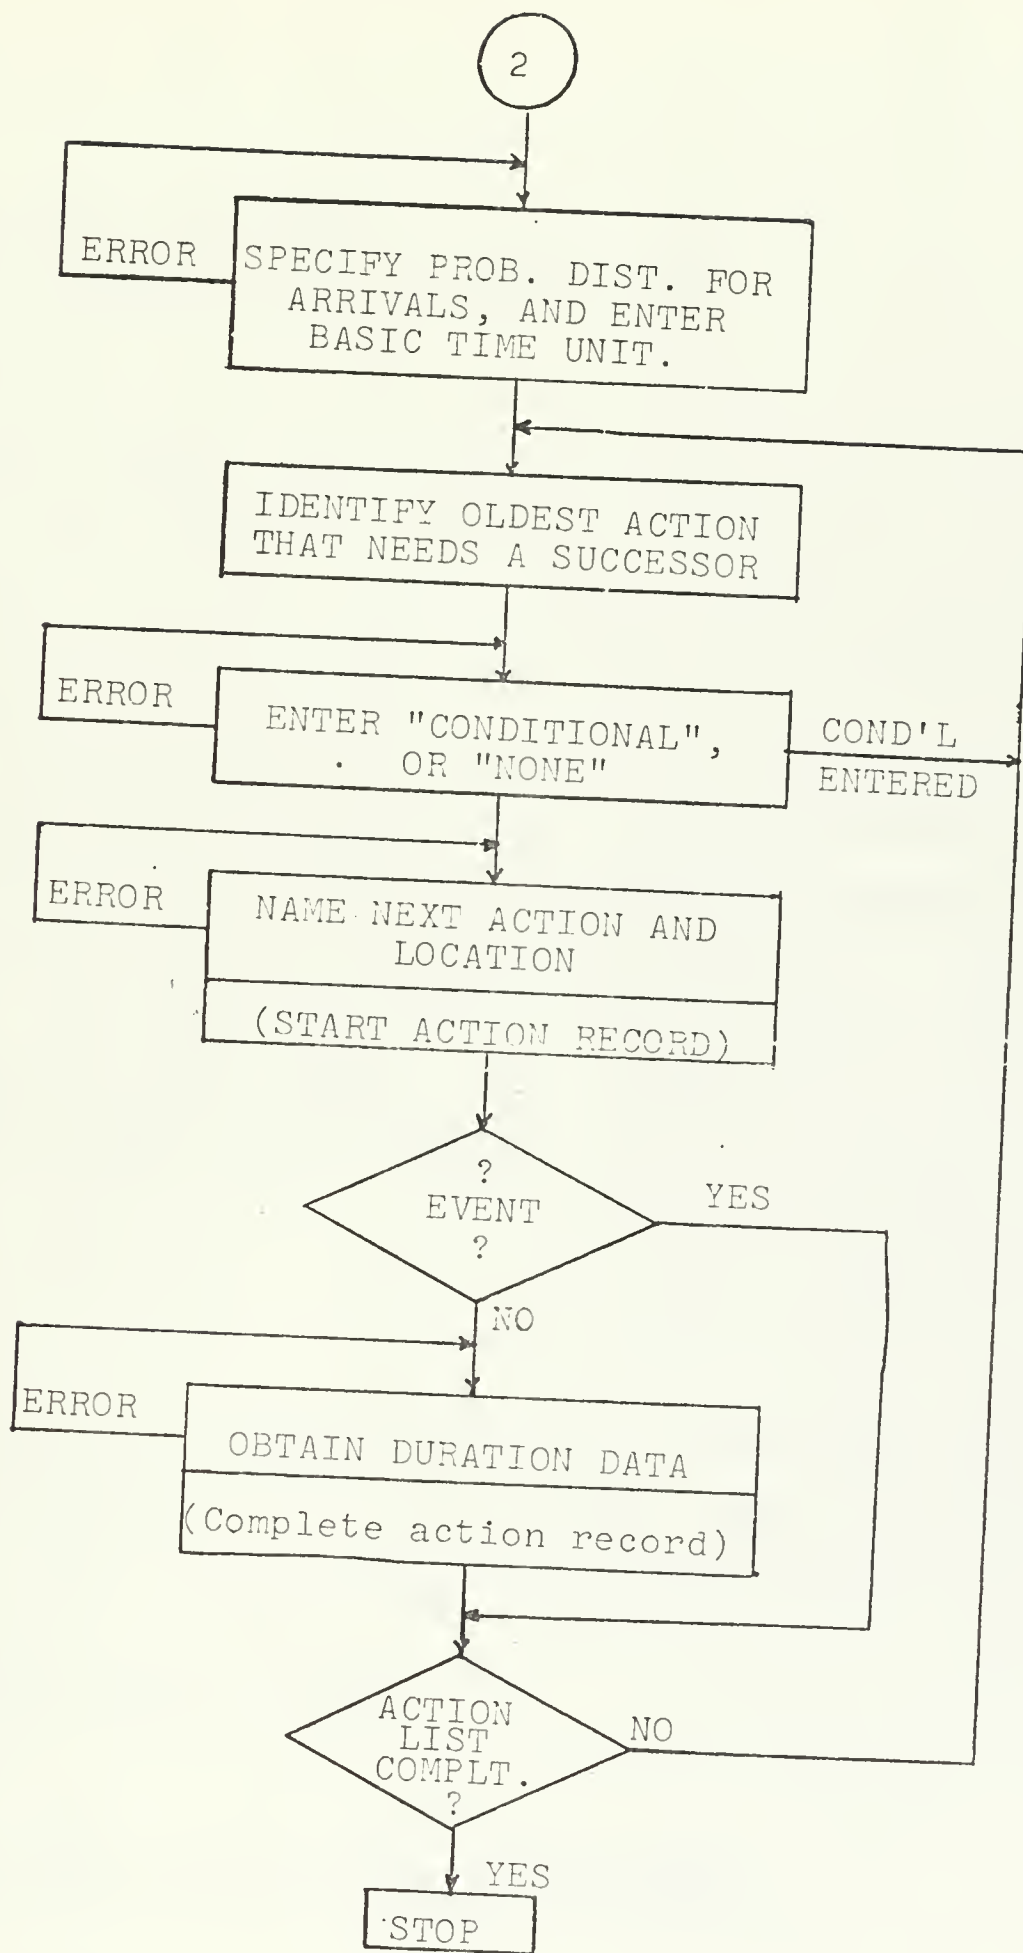 2
ERROR
SPECIFY PROB. DIST. FOR
ARRIVALS, AND ENTER
BASIC TIME UNIT.
IDENTIFY OLDEST ACTION
THAT NEEDS A SUCCESSOR
ERROR
ENTER "CONDITIONAL",
OR "NONE"
COND'L
ENTERED
ERROR
NAME NEXT ACTION AND
LOCATION
(START ACTION RECORD)
?
EVENT
?
YES
NO
ERROR
OBTAIN DURATION DATA
(Complete action record)
ACTION
LIST
COMPLT.
?
NO
YES
STOP